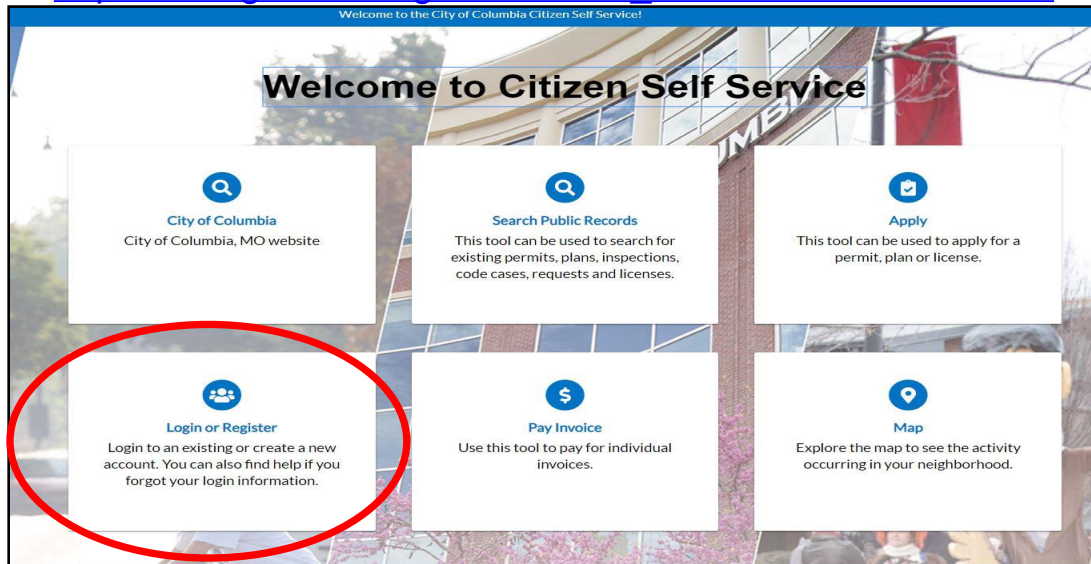 Welcome to the City of Columbia Citizen Self Service!
Welcome to Citizen Self Service
City of Columbia
City of Columbia, MO website
Search Public Records
This tool can be used to search for
existing permits, plans, inspections,
code cases, requests and licenses.
Apply
This tool can be used to apply for a
permit, plan or license.
Login or Register
Login to an existing or create a new
account. You can also find help if you
forgot your login information.
Pay Invoice
Use this tool to pay for individual
invoices.
Map
Explore the map to see the activity
occurring in your neighborhood.